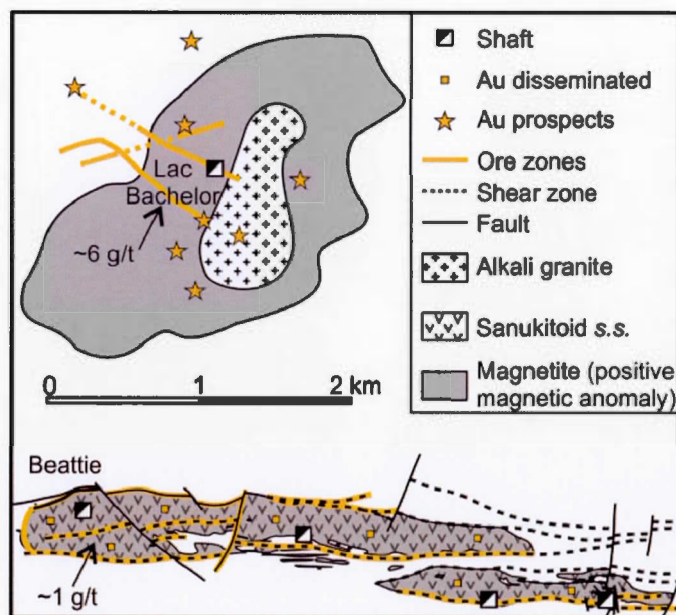 Lac
Bachelor
~6 g/t
0 1 2 km
Shaft
Au disseminated
Au prospects
Ore zones
Shear zone
Fault
Alkali granite
Sanukitoid s.s.
Magnetite (positive
magnetic anomaly)
Beattie
~1 g/t